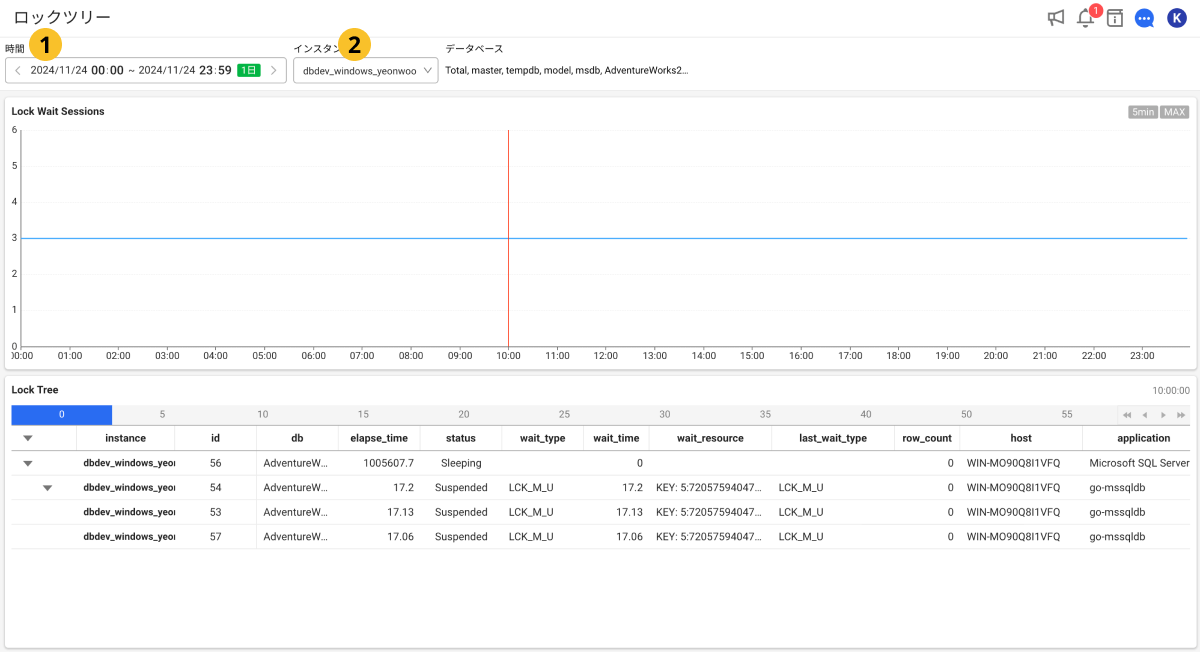 ロックツリー
1
K
時間
1
インスタン
2
データベース
2024/11/24 00:00 ~ 2024/11/24 23:59 1日
dbdev_windows_yeonwoo
Total, master, tempdb, model, msdb, AdventureWorks2...
Lock Wait Sessions
5min MAX
6
5
4
3
2
1
0
00:00 01:00 02:00 03:00 04:00 05:00 06:00 07:00 08:00 09:00 10:00 11:00 12:00 13:00 14:00 15:00 16:00 17:00 18:00 19:00 20:00 21:00 22:00 23:00
Lock Tree
10:00:00
0 5 10 15 20 25 30 35 40 50 55
instance id db elapse_time status wait_type wait_time wait_resource last_wait_type row_count host application
dbdev_windows_yeon 56 AdventureW... 1005607.7 Sleeping 0 0 WIN-MO90Q8I1VFQ Microsoft SQL Server
dbdev_windows_yeon 54 AdventureW... 17.2 Suspended LCK_M_U 17.2 KEY: 5:72057594047... LCK_M_U 0 WIN-MO90Q8I1VFQ go-mssqldb
dbdev_windows_yeon 53 AdventureW... 17.13 Suspended LCK_M_U 17.13 KEY: 5:72057594047... LCK_M_U 0 WIN-MO90Q8I1VFQ go-mssqldb
dbdev_windows_yeon 57 AdventureW... 17.06 Suspended LCK_M_U 17.06 KEY: 5:72057594047... LCK_M_U 0 WIN-MO90Q8I1VFQ go-mssqldb